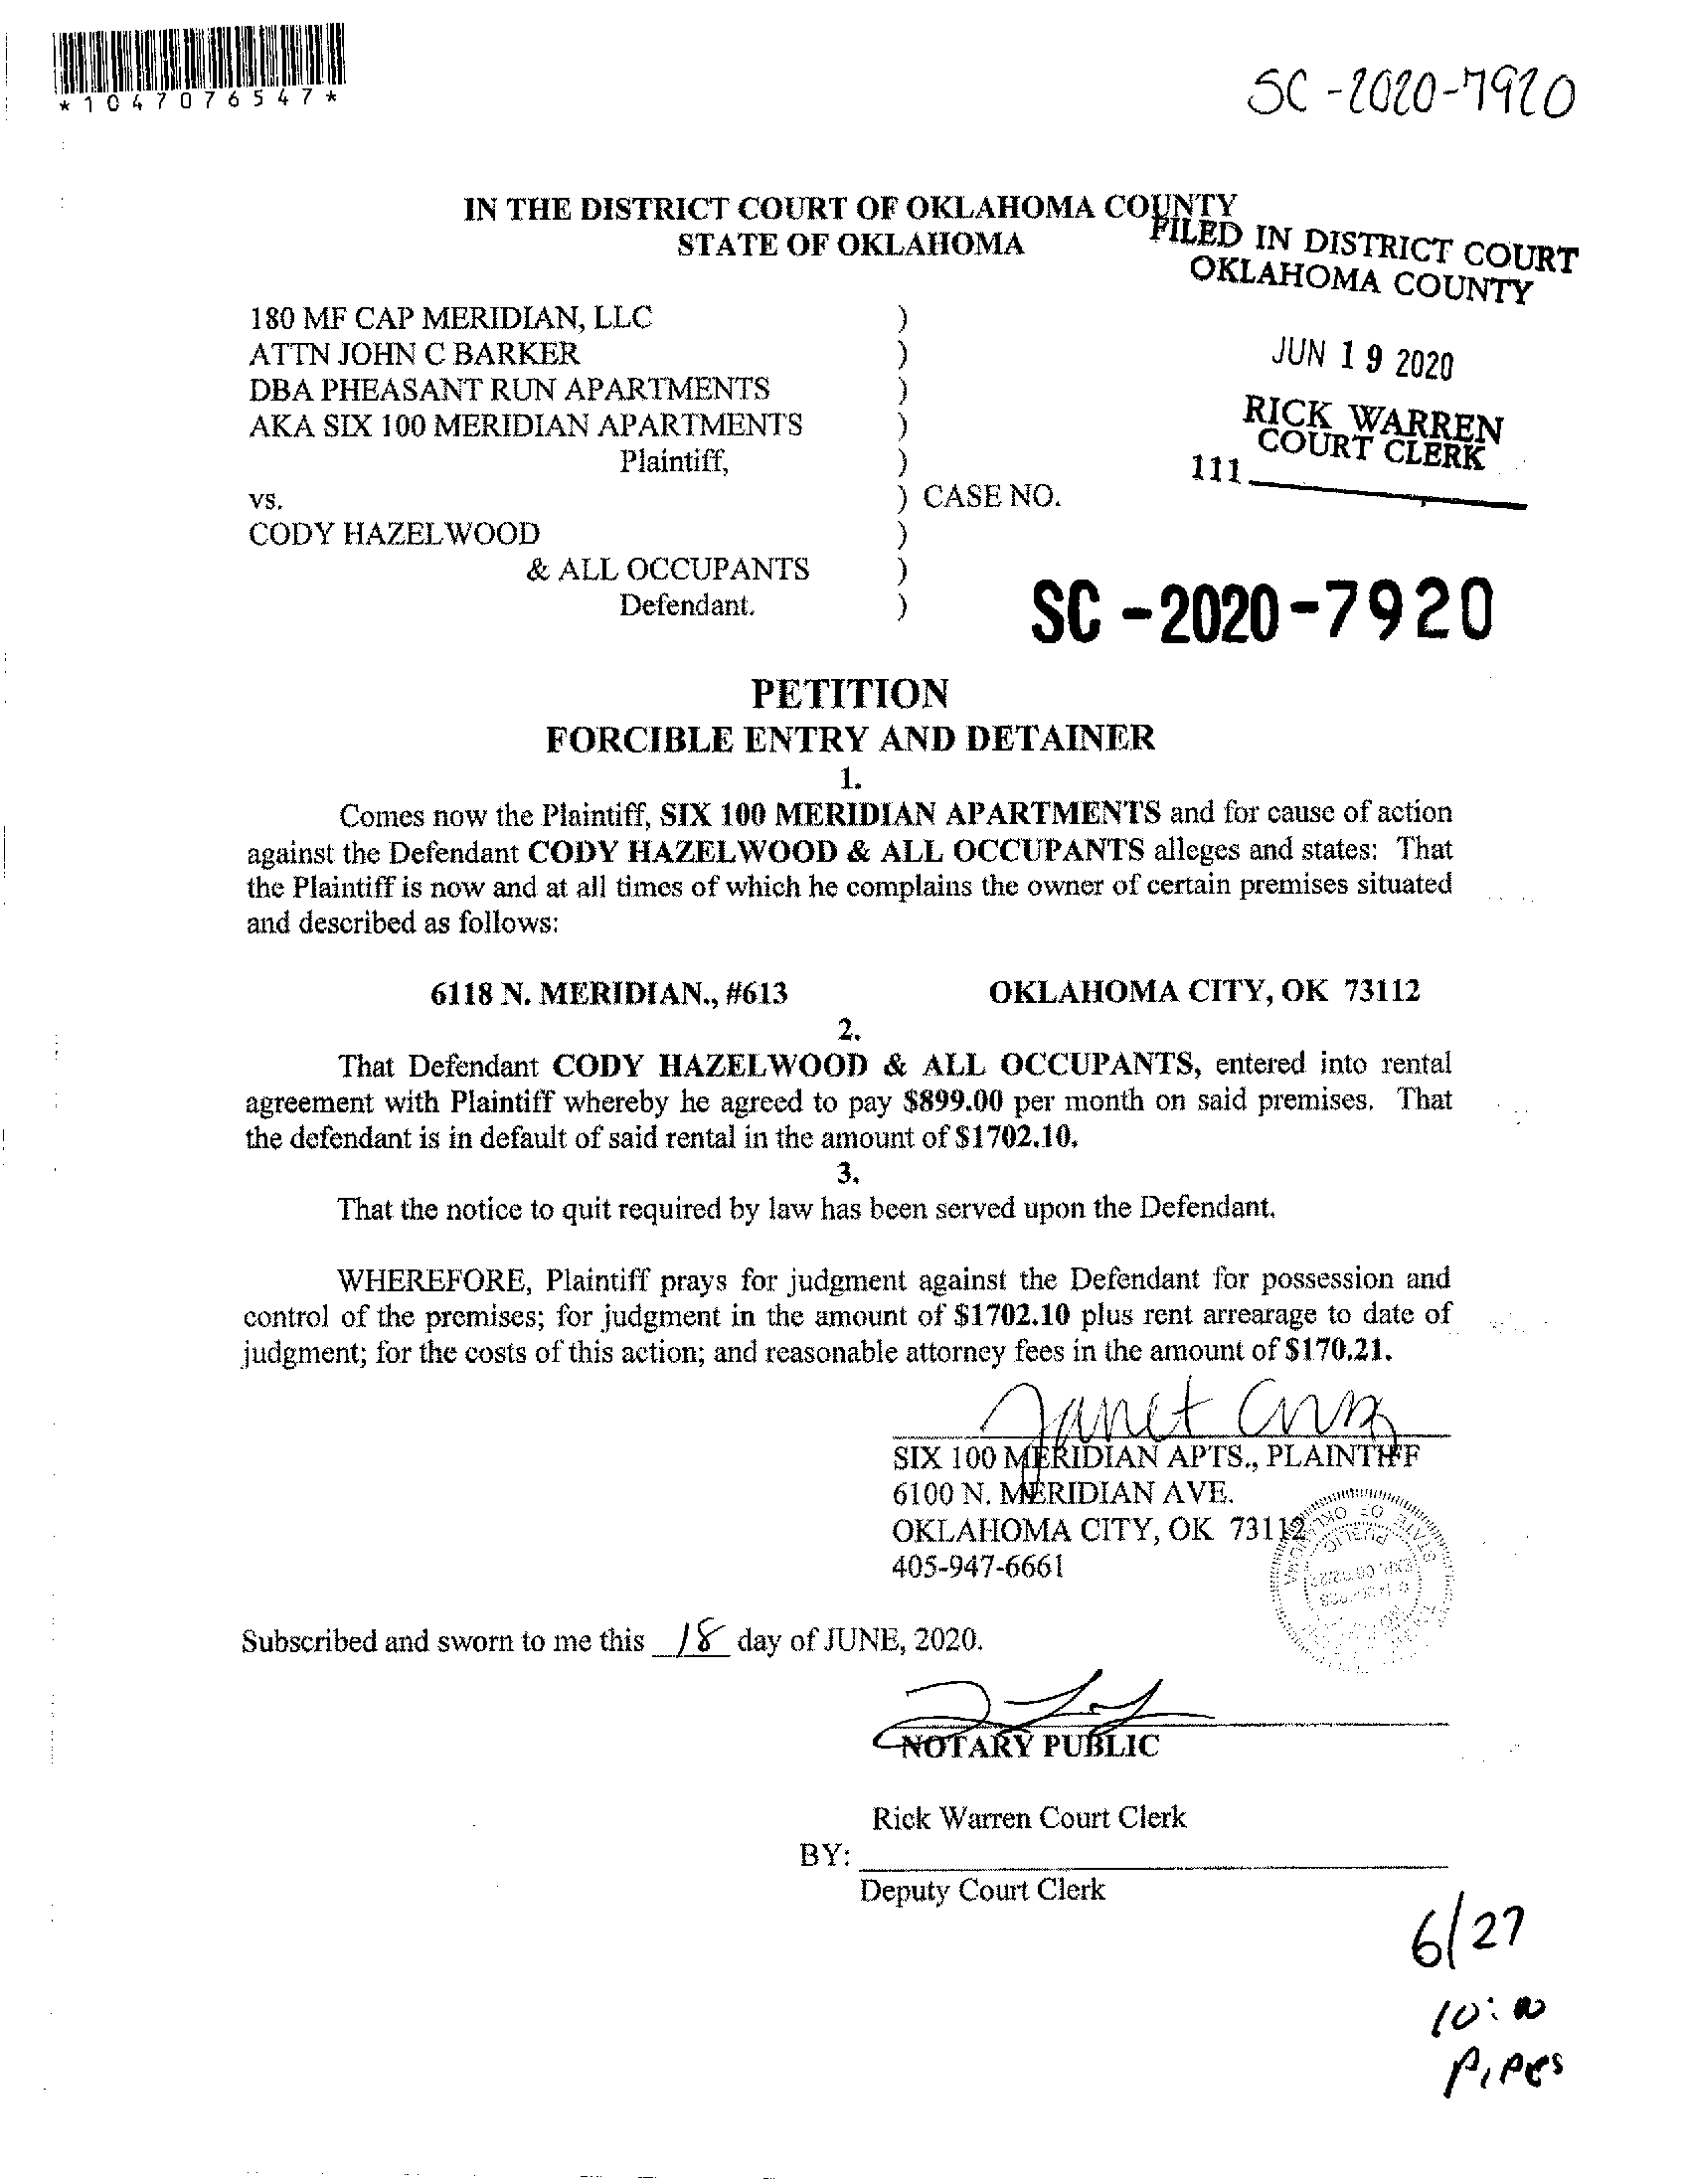 *1047076547*
SC-2020-7920
IN THE DISTRICT COURT OF OKLAHOMA COUNTY
STATE OF OKLAHOMA
FILED IN DISTRICT COURT
OKLAHOMA COUNTY
JUN 19 2020
RICK WARREN
COURT CLERK
111
180 MF CAP MERIDIAN, LLC )
ATTN JOHN C BARKER )
DBA PHEASANT RUN APARTMENTS )
AKA SIX 100 MERIDIAN APARTMENTS )
Plaintiff, )
vs. ) CASE NO.
CODY HAZELWOOD )
& ALL OCCUPANTS )
Defendant. )
SC-2020-7920
PETITION
FORCIBLE ENTRY AND DETAINER
1.
Comes now the Plaintiff, SIX 100 MERIDIAN APARTMENTS and for cause of action
against the Defendant CODY HAZELWOOD & ALL OCCUPANTS alleges and states: That
the Plaintiff is now and at all times of which he complains the owner of certain premises situated
and described as follows:
6118 N. MERIDIAN., #613 OKLAHOMA CITY, OK 73112
2.
That Defendant CODY HAZELWOOD & ALL OCCUPANTS, entered into rental
agreement with Plaintiff whereby he agreed to pay $899.00 per month on said premises. That
the defendant is in default of said rental in the amount of $1702.10.
3.
That the notice to quit required by law has been served upon the Defendant.
WHEREFORE, Plaintiff prays for judgment against the Defendant for possession and
control of the premises; for judgment in the amount of $1702.10 plus rent arrearage to date of
judgment; for the costs of this action; and reasonable attorney fees in the amount of $170.21.
Janet Cruz
SIX 100 MERIDIAN APTS., PLAINTIFF
6100 N. MERIDIAN AVE.
OKLAHOMA CITY, OK 73112
405-947-6661
STATE OF OKLAHOMA
PUBLIC
Subscribed and sworn to me this 18 day of JUNE, 2020.
NOTARY PUBLIC
Rick Warren Court Clerk
BY:
Deputy Court Clerk
6/27
10:00
Pipes